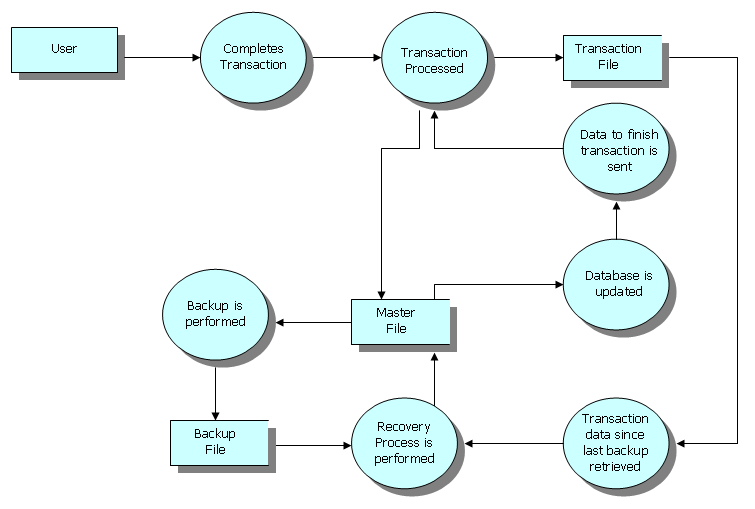 User
Completes
Transaction
Transaction
Processed
Transaction
File
Data to finish
transaction is
sent
Database is
updated
Backup is
performed
Master
File
Backup
File
Recovery
Process is
performed
Transaction
data since
last backup
retrieved